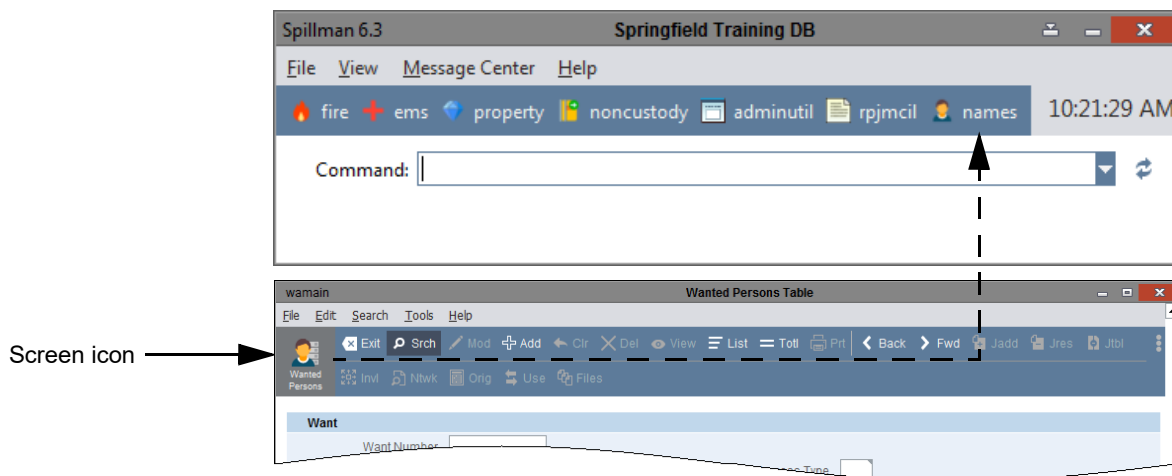 Spillman 6.3 Springfield Training DB
File View Message Center Help
fire ems property noncustody adminutil rpjmcil names 10:21:29 AM
Command:
wamain Wanted Persons Table
File Edit Search Tools Help
Exit Srch Mod Add Clr Del View List Totl Prt Back Fwd Jadd Jres Jtbl
Screen icon
Wanted
Persons
Invl Ntwk Orig Use Files
Want
Want Number
Type